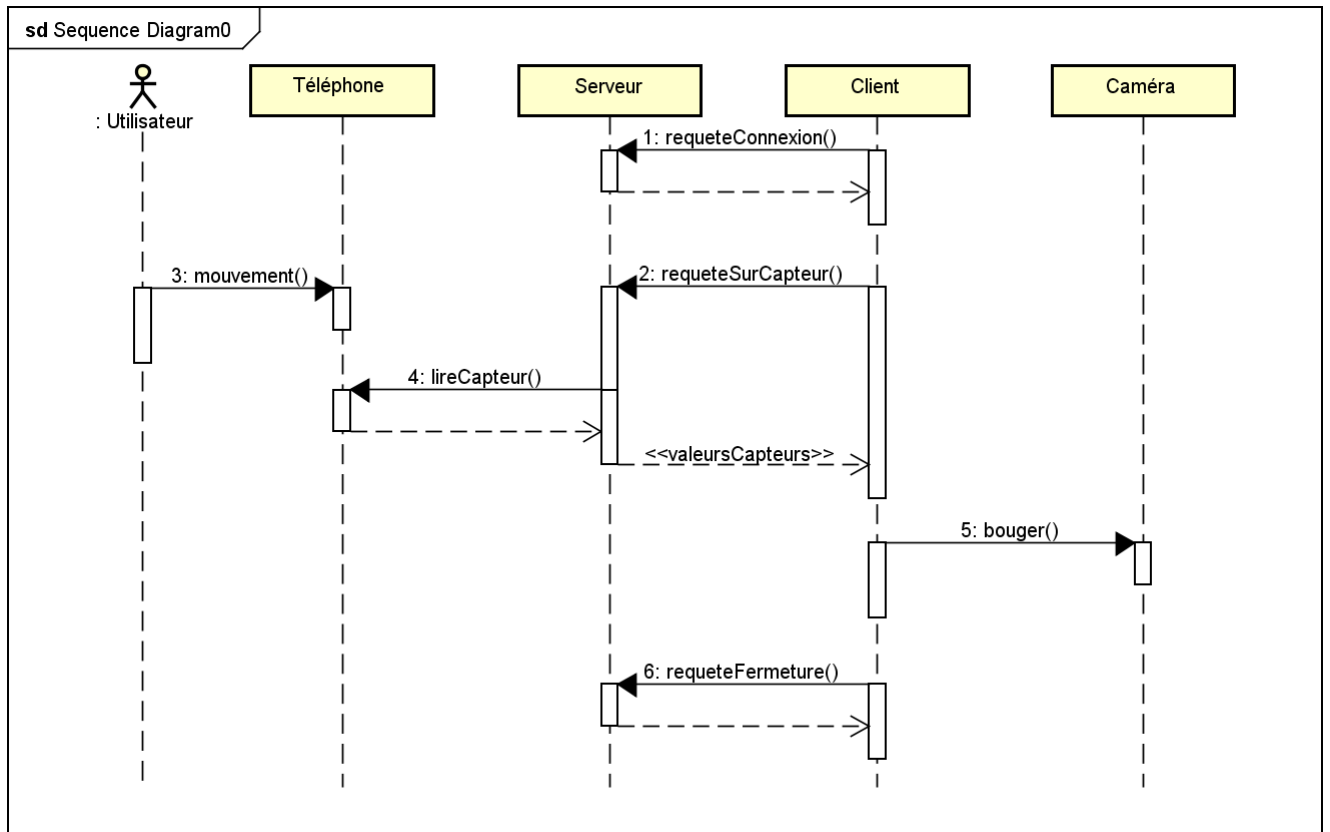 sd Sequence Diagram0
: Utilisateur
Téléphone
Serveur
Client
Caméra
1: requeteConnexion()
3: mouvement()
2: requeteSurCapteur()
4: lireCapteur()
<<valeursCapteurs>>
5: bouger()
6: requeteFermeture()